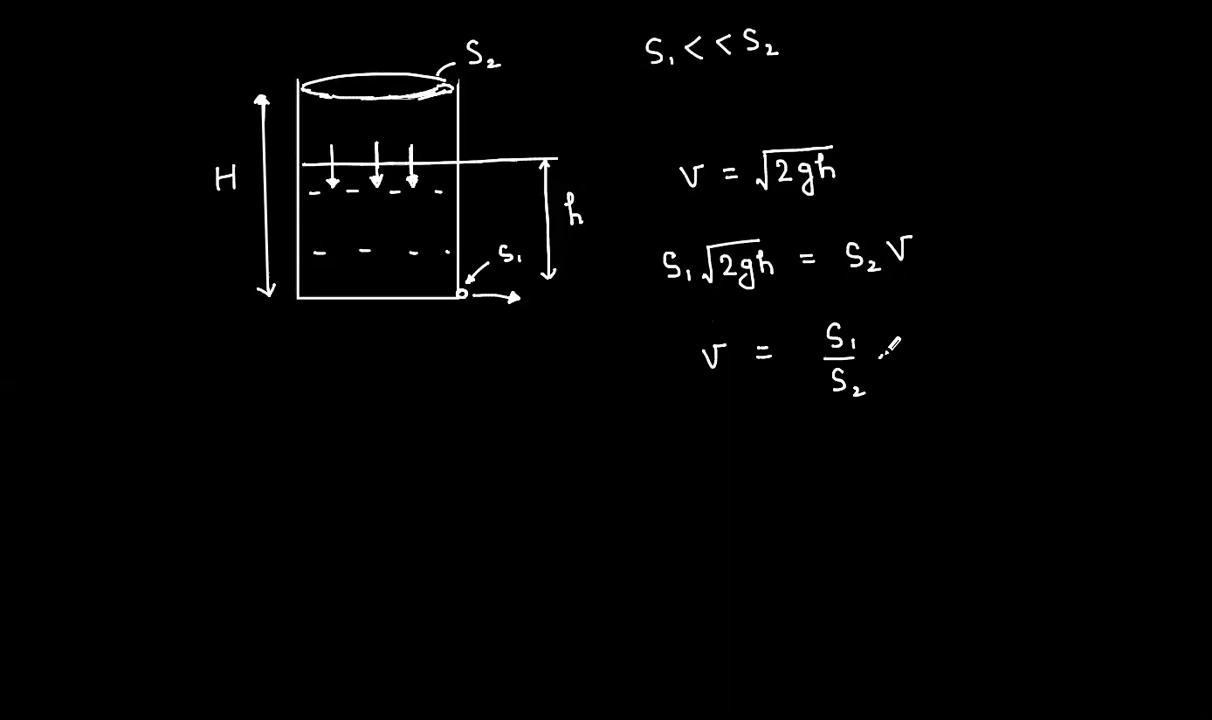 S₂
S₁ < < S₂
H
v = √2gh
h
S₁
S₁ √2gh = S₂ V
v = S₁/S₂